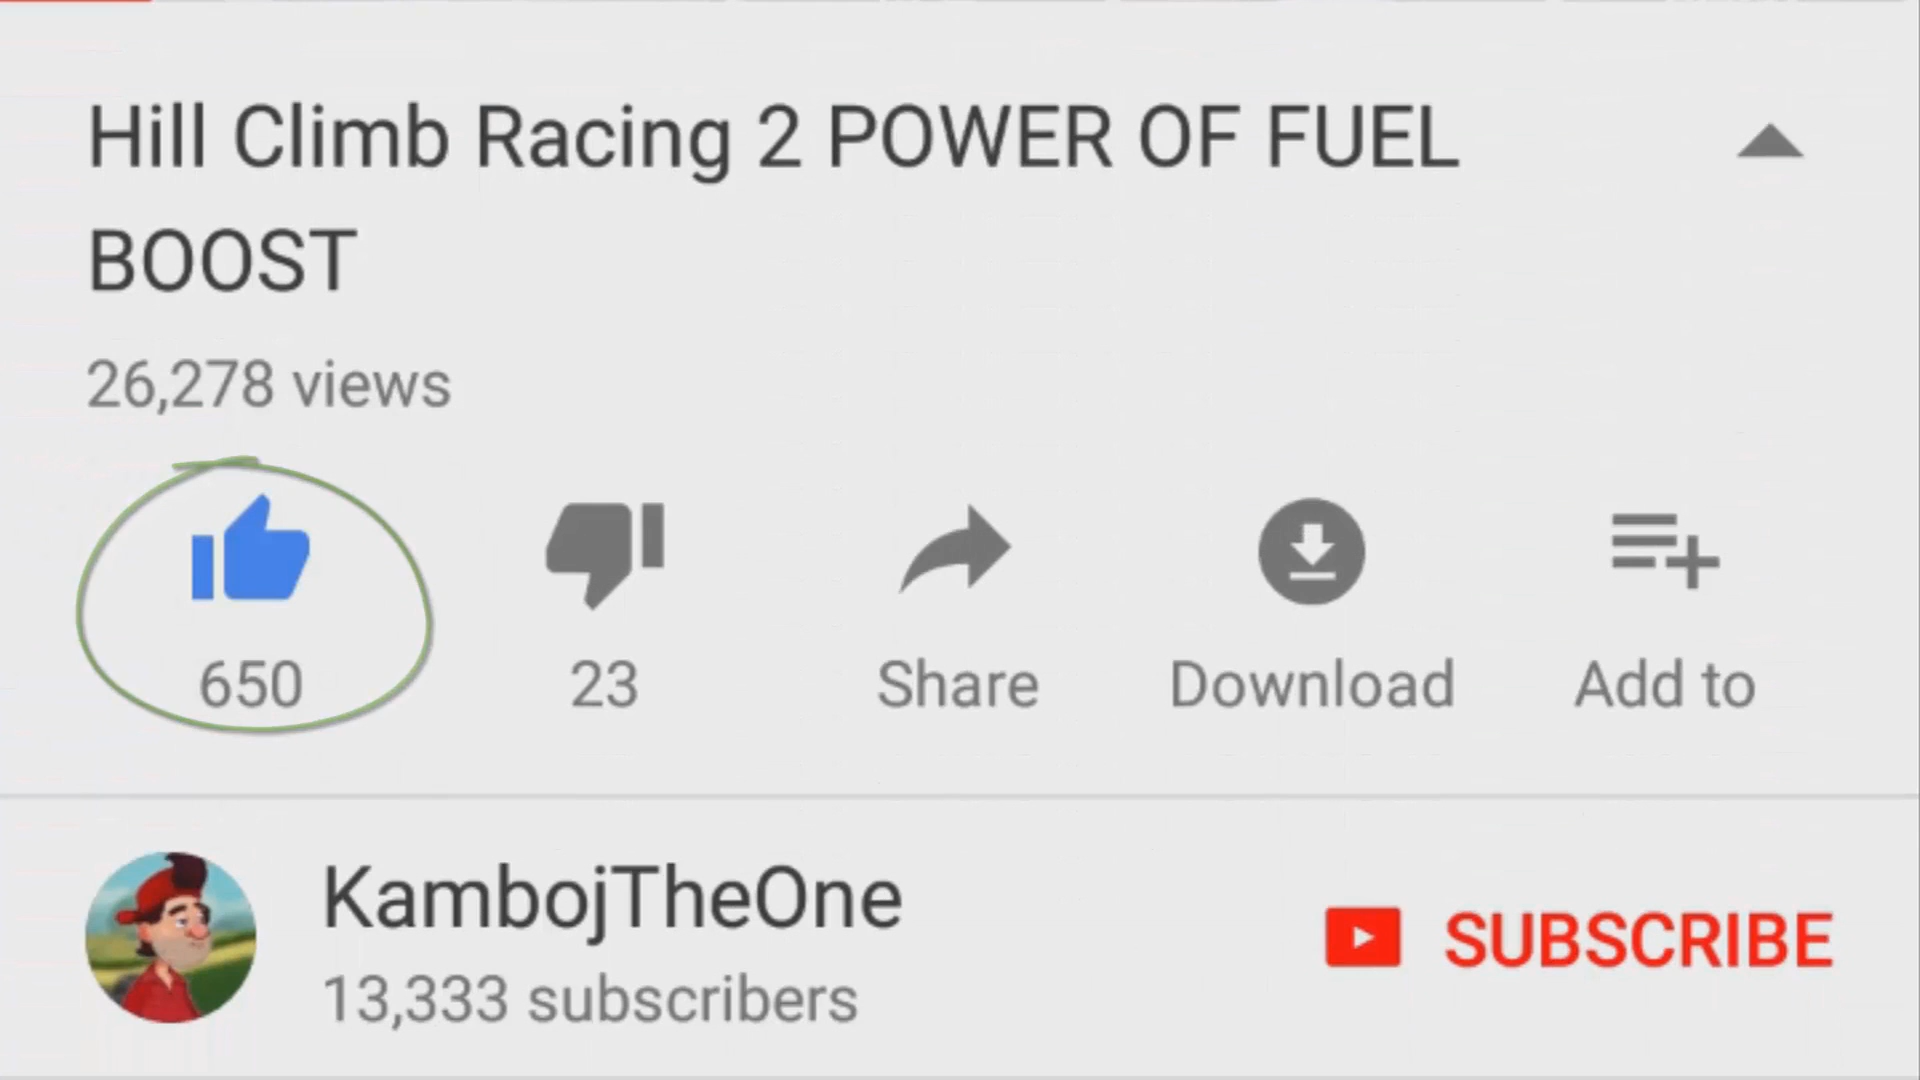 Hill Climb Racing 2 POWER OF FUEL
BOOST
26,278 views
650 23 Share Download Add to
KambojTheOne
SUBSCRIBE
13,333 subscribers